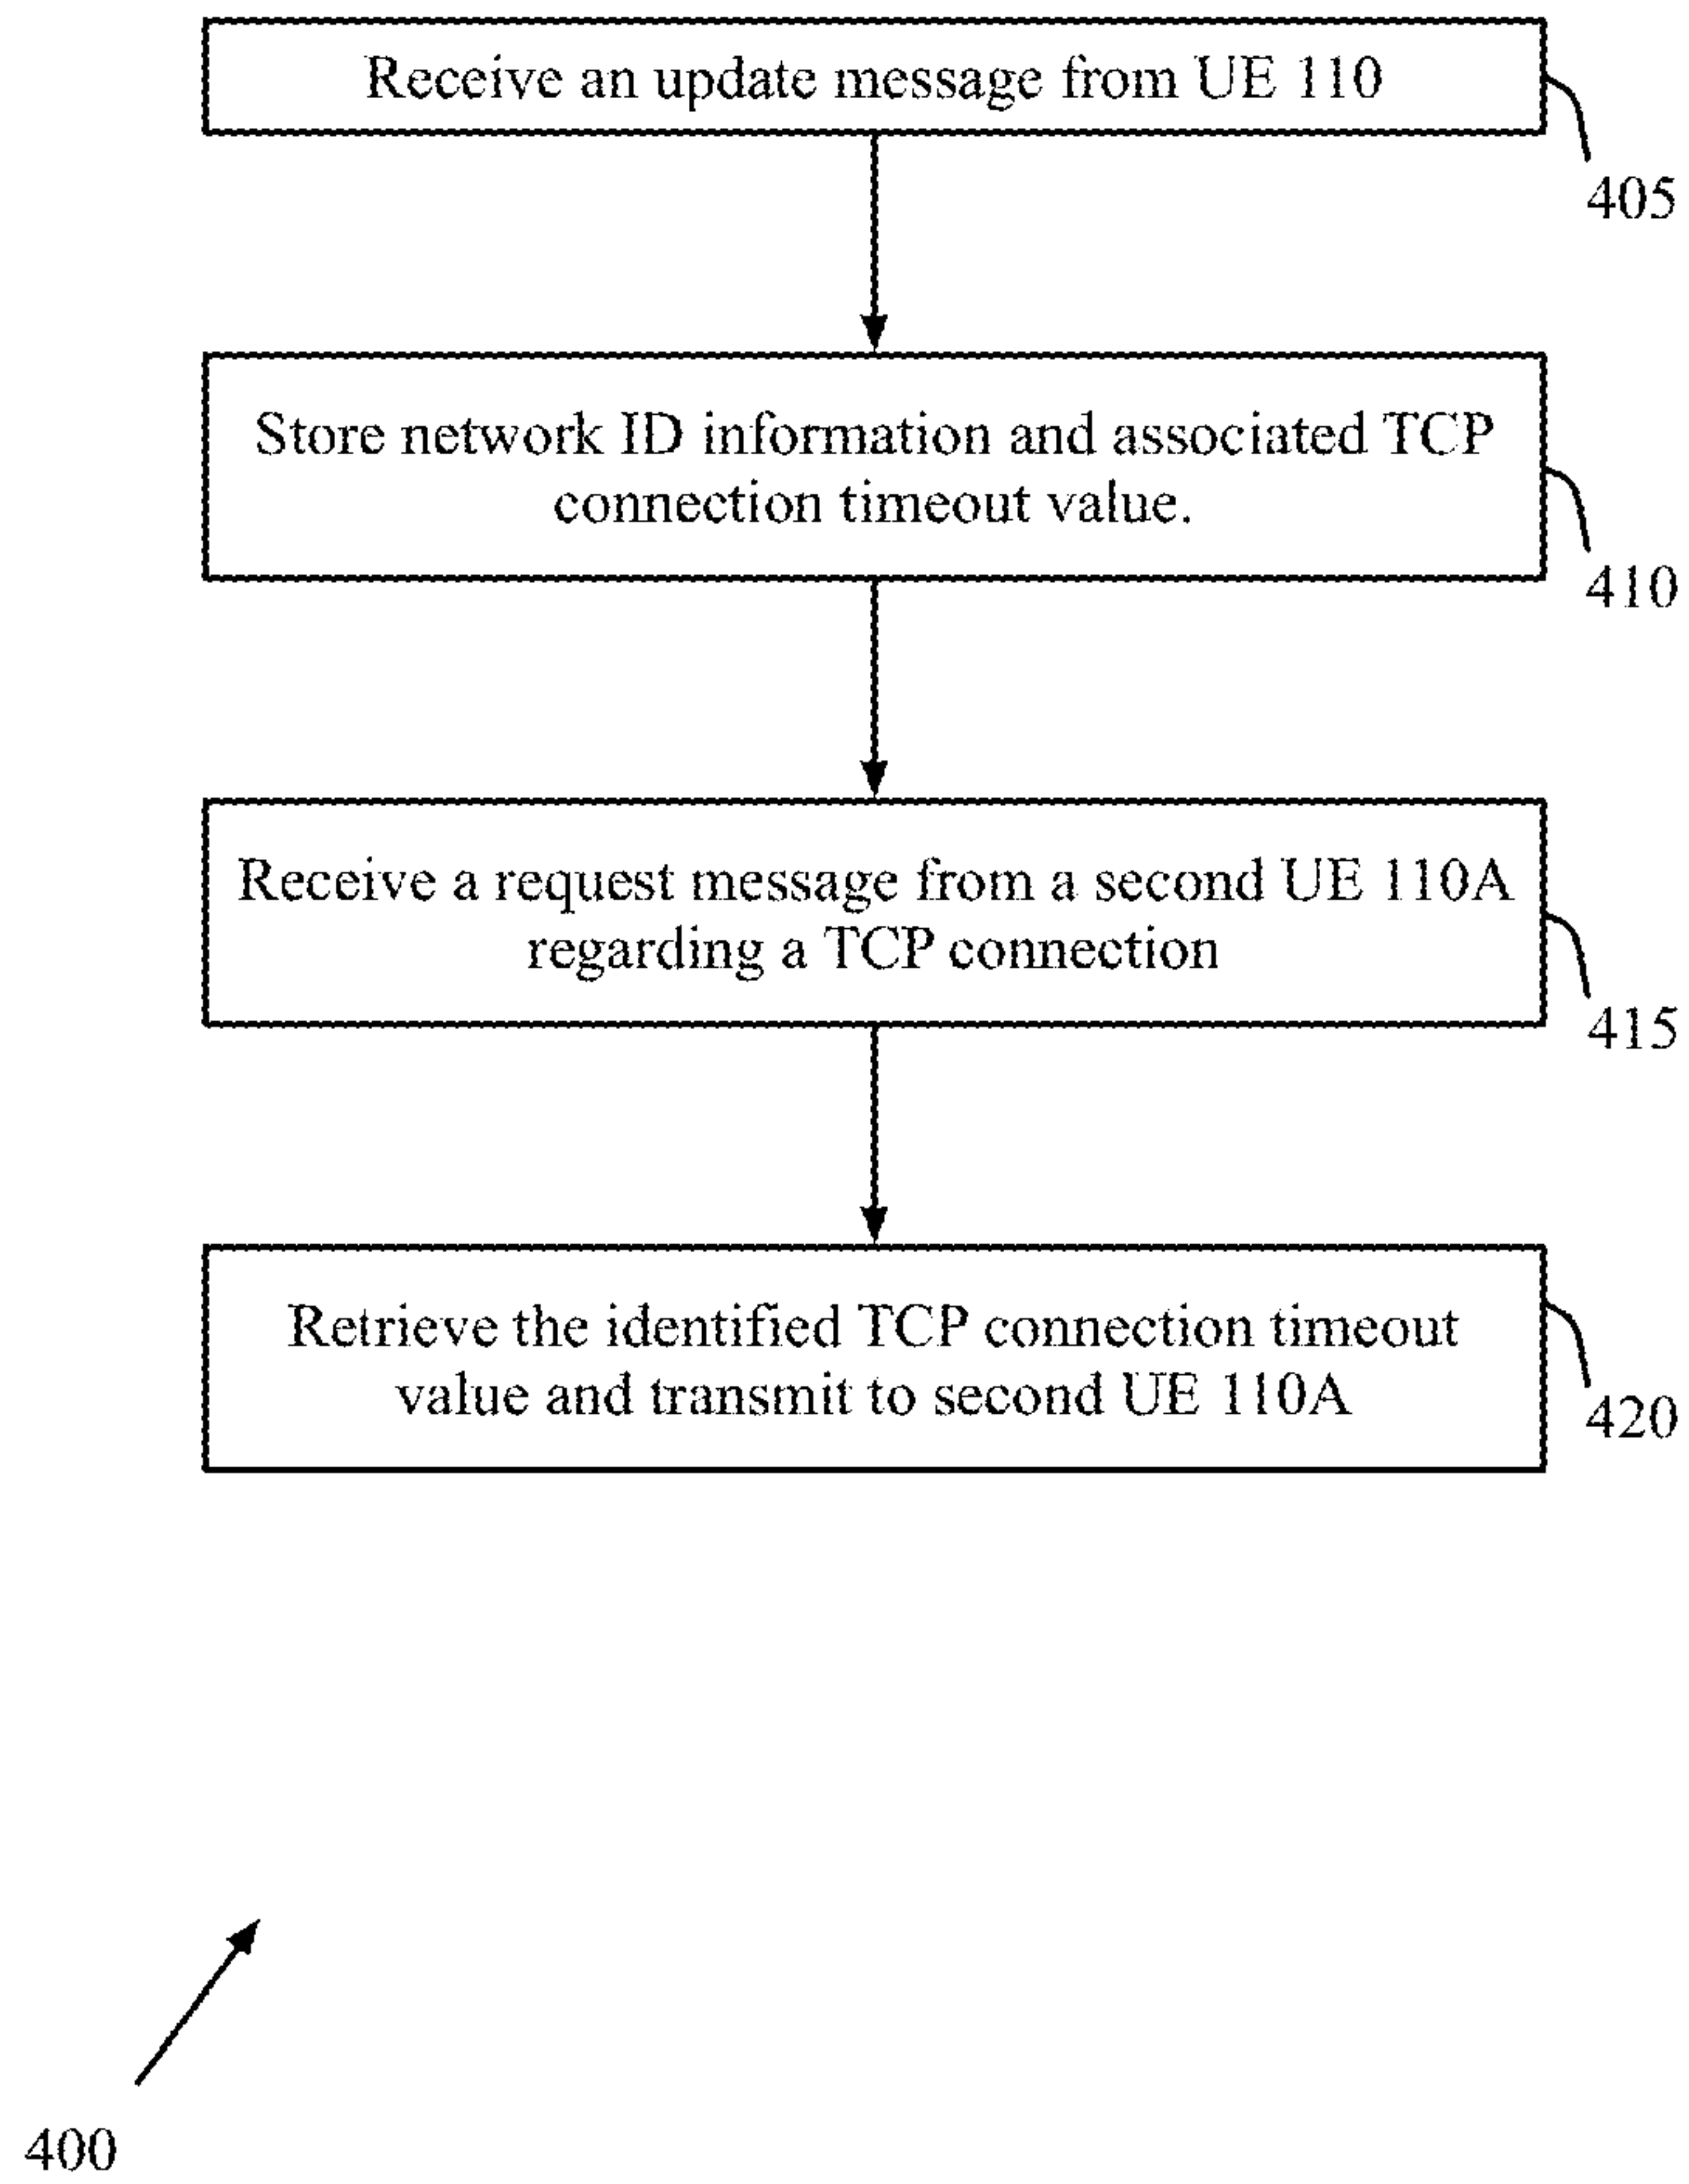 Receive an update message from UE 110
405
Store network ID information and associated TCP
connection timeout value.
410
Receive a request message from a second UE 110A
regarding a TCP connection
415
Retrieve the identified TCP connection timeout
value and transmit to second UE 110A
420
400